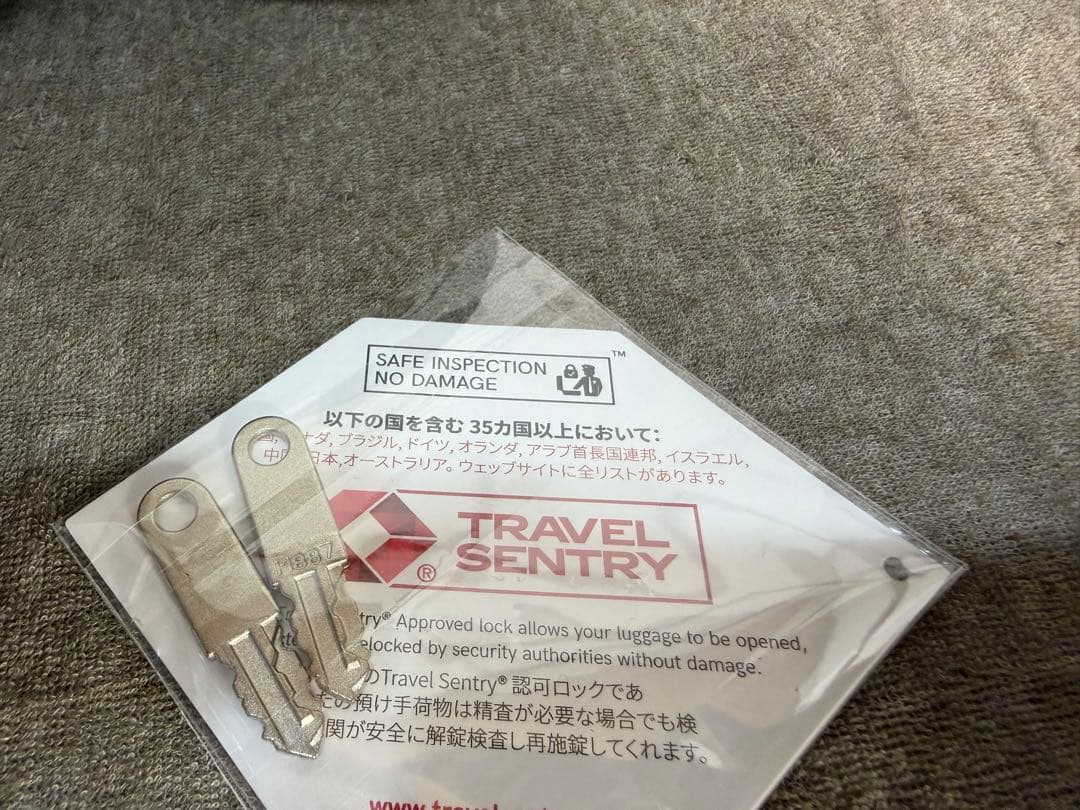 SAFE INSPECTION
NO DAMAGE
TM
以下の国を含む 35カ国以上において：
ナダ, ブラジル, ドイツ, オランダ, アラブ首長国連邦, イスラエル,
日本,オーストラリア。ウェッブサイトに全リストがあります。
TRAVEL
SENTRY
®
Approved lock allows your luggage to be opened,
by security authorities without damage.
のTravel Sentry® 認可ロックであ
預け手荷物は精査が必要な場合でも検
関が安全に解錠検査し再施錠してくれます。